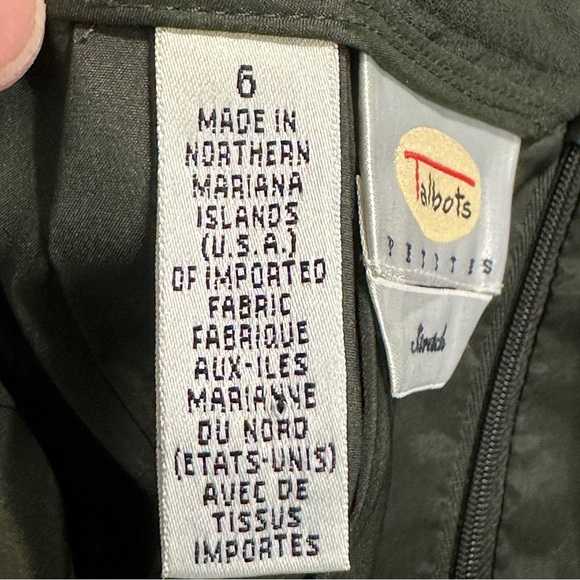 6
MADE IN
NORTHERN
MARIANA
ISLANDS
(U.S.A.)
OF IMPORTED
FABRIC
FABRIQUE
AUX-ILES
MARIANNE
DU NORD
(ETATS-UNIS)
AVEC DE
TISSUS
IMPORTES
Talbots
PETITES
Stretch